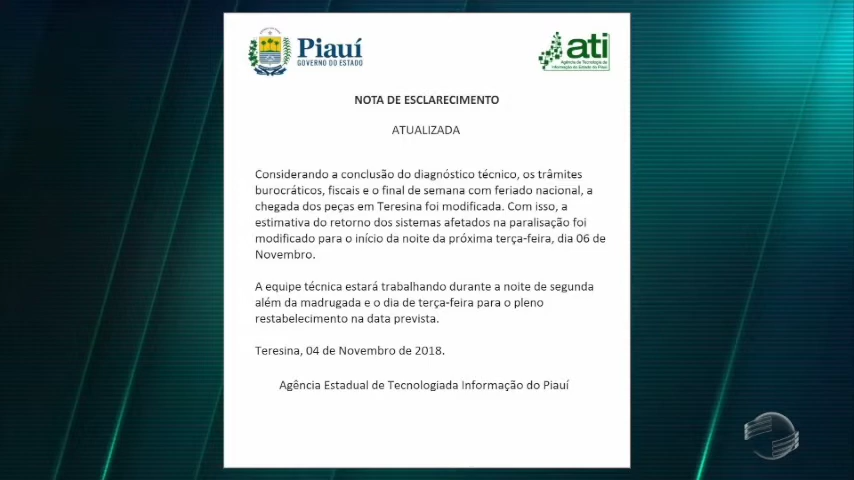 Piauí
GOVERNO DO ESTADO
ati
Agência de Tecnologia da
Informação do Estado do Piauí
NOTA DE ESCLARECIMENTO
ATUALIZADA
Considerando a conclusão do diagnóstico técnico, os trâmites
burocráticos, fiscais e o final de semana com feriado nacional, a
chegada dos peças em Teresina foi modificada. Com isso, a
estimativa do retorno dos sistemas afetados na paralisação foi
modificado para o início da noite da próxima terça-feira, dia 06 de
Novembro.
A equipe técnica estará trabalhando durante a noite de segunda
além da madrugada e o dia de terça-feira para o pleno
restabelecimento na data prevista.
Teresina, 04 de Novembro de 2018.
Agência Estadual de Tecnologiada Informação do Piauí